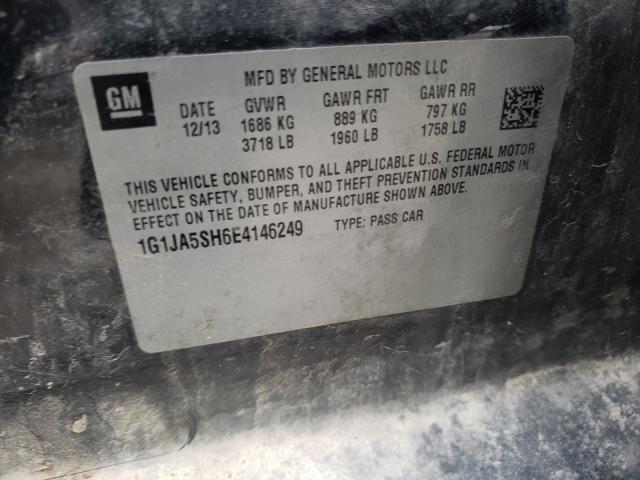 GM
MFD BY GENERAL MOTORS LLC
DATE GVWR GAWR FRT GAWR RR
12/13 1686 KG 889 KG 797 KG
3718 LB 1960 LB 1758 LB
THIS VEHICLE CONFORMS TO ALL APPLICABLE U.S. FEDERAL MOTOR
VEHICLE SAFETY, BUMPER, AND THEFT PREVENTION STANDARDS IN
EFFECT ON THE DATE OF MANUFACTURE SHOWN ABOVE.
1G1JA5SH6E4146249 TYPE: PASS CAR